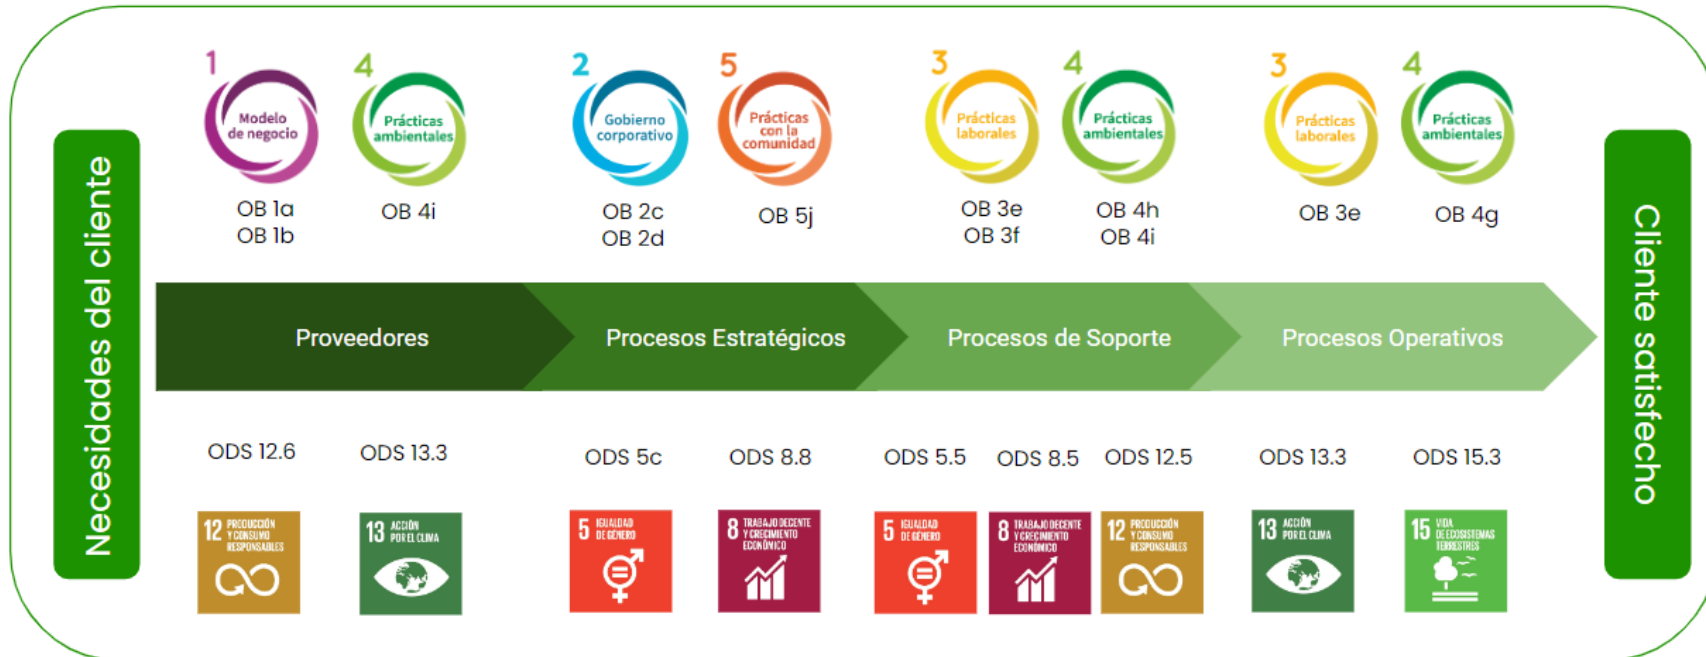 Necesidades del cliente
1
Modelo
de negocio
OB 1a
OB 1b
4
Prácticas
ambientales
OB 4i
2
Gobierno
corporativo
OB 2c
OB 2d
5
Prácticas
con la
comunidad
OB 5j
3
Prácticas
laborales
OB 3e
OB 3f
4
Prácticas
ambientales
OB 4h
OB 4i
3
Prácticas
laborales
OB 3e
4
Prácticas
ambientales
OB 4g
Proveedores
Procesos Estratégicos
Procesos de Soporte
Procesos Operativos
ODS 12.6
12 PRODUCCIÓN
Y CONSUMO
RESPONSABLES
ODS 13.3
13 ACCIÓN
POR EL CLIMA
ODS 5c
5 IGUALDAD
DE GÉNERO
ODS 8.8
8 TRABAJO DECENTE
Y CRECIMIENTO
ECONÓMICO
ODS 5.5
5 IGUALDAD
DE GÉNERO
ODS 8.5
8 TRABAJO DECENTE
Y CRECIMIENTO
ECONÓMICO
ODS 12.5
12 PRODUCCIÓN
Y CONSUMO
RESPONSABLES
ODS 13.3
13 ACCIÓN
POR EL CLIMA
ODS 15.3
15 VIDA
DE ECOSISTEMAS
TERRESTRES
Cliente satisfecho